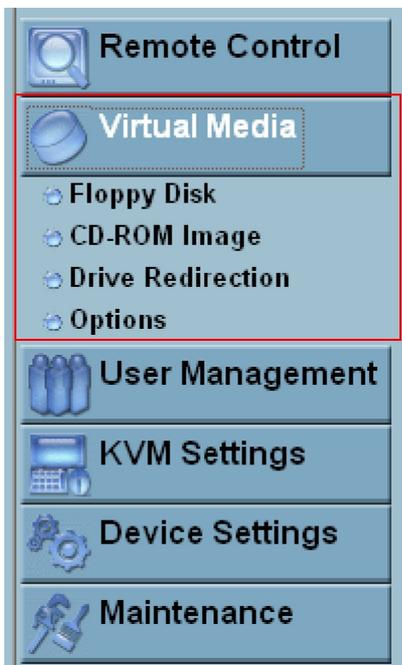 Remote Control
Virtual Media
Floppy Disk
CD-ROM Image
Drive Redirection
Options
User Management
KVM Settings
Device Settings
Maintenance